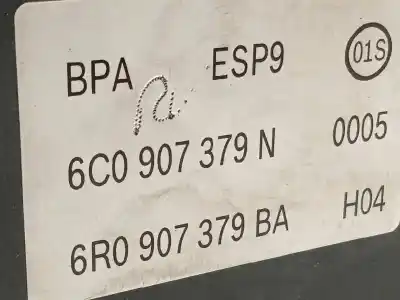 BPA ESP9 01S
6C0 907 379 N 0005
6R0 907 379 BA H04